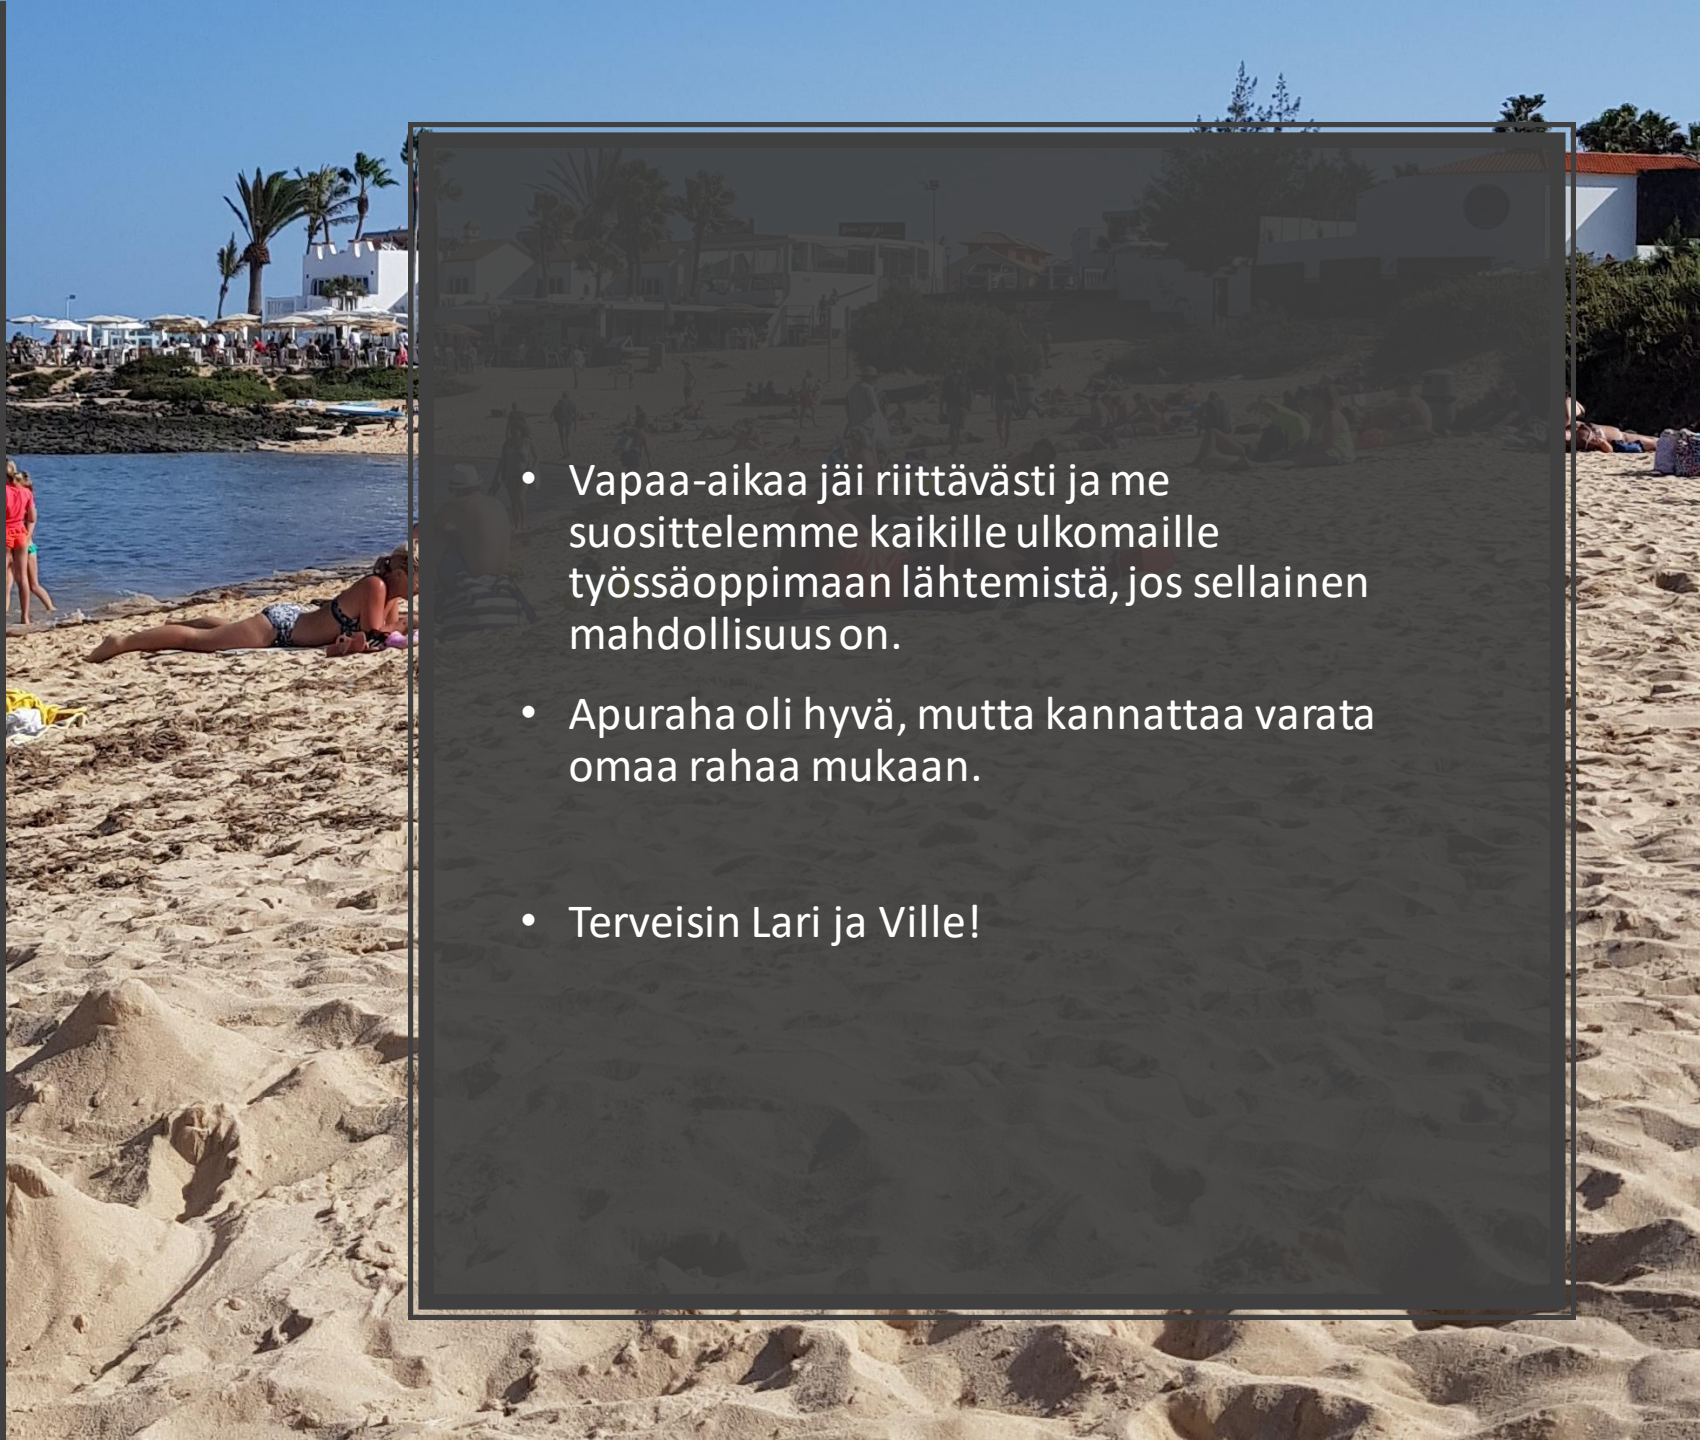 • Vapaa-aikaa jäi riittävästi ja me
suosittelemme kaikille ulkomaille
työssäoppimaan lähtemistä, jos sellainen
mahdollisuus on.
• Apuraha oli hyvä, mutta kannattaa varata
omaa rahaa mukaan.
• Terveisin Lari ja Ville!